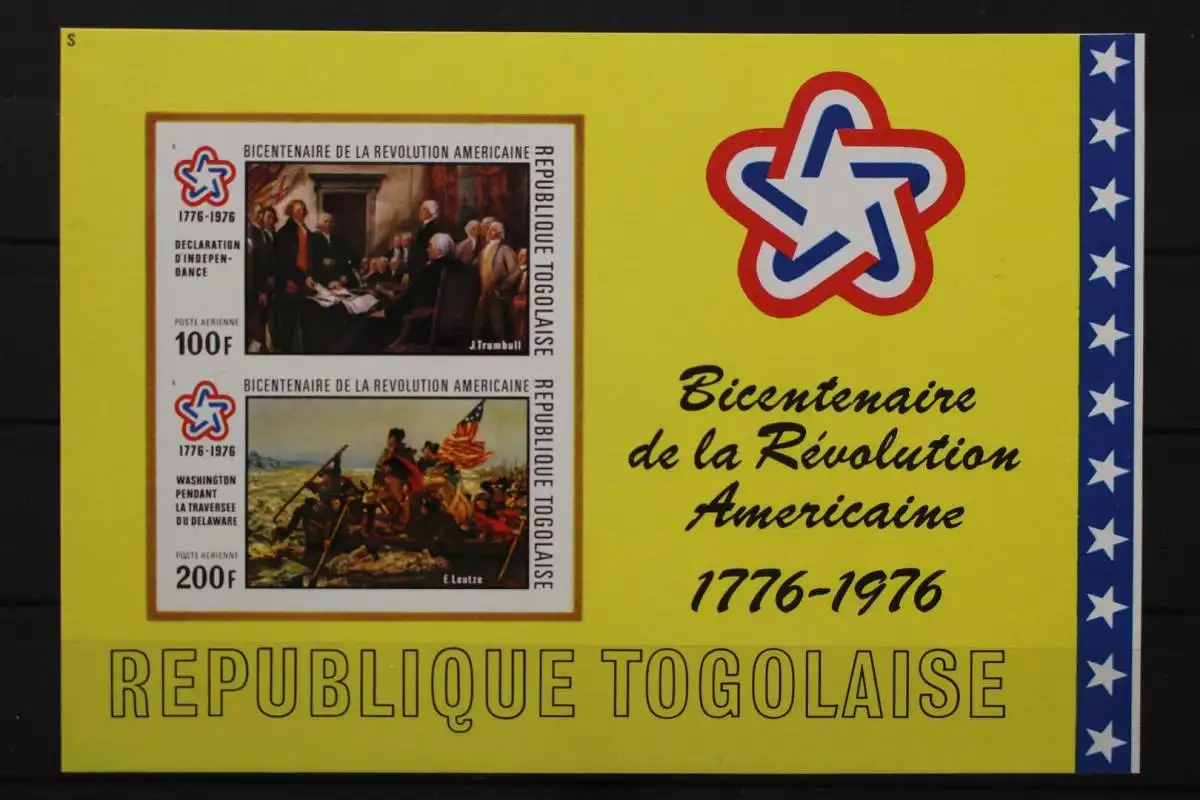 S
BICENTENAIRE DE LA REVOLUTION AMERICAINE
REPUBLIQUE TOGOLAISE
1776-1976
DECLARATION
D'INDEPEN-
DANCE
POSTE AERIENNE
100F
J.Trumbull
BICENTENAIRE DE LA REVOLUTION AMERICAINE
REPUBLIQUE TOGOLAISE
1776-1976
WASHINGTON
PENDANT
LA TRAVERSEE
DU DELAWARE
POSTE AERIENNE
200F
E.Leutze
Bicentenaire
de la Révolution
Americaine
1776-1976
REPUBLIQUE TOGOLAISE